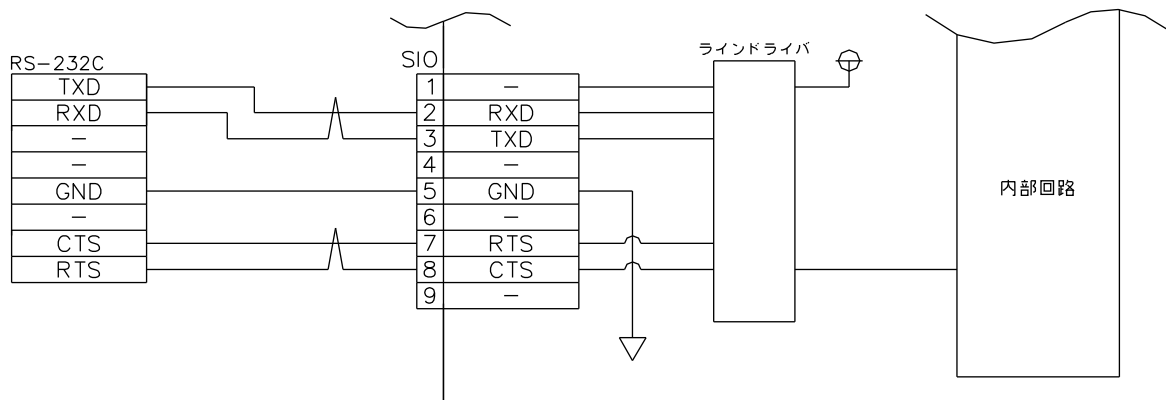 RS-232C
TXD
RXD
-
-
GND
-
CTS
RTS
SIO
1 -
2 RXD
3 TXD
4 -
5 GND
6 -
7 RTS
8 CTS
9 -
ラインドライバ
内部回路